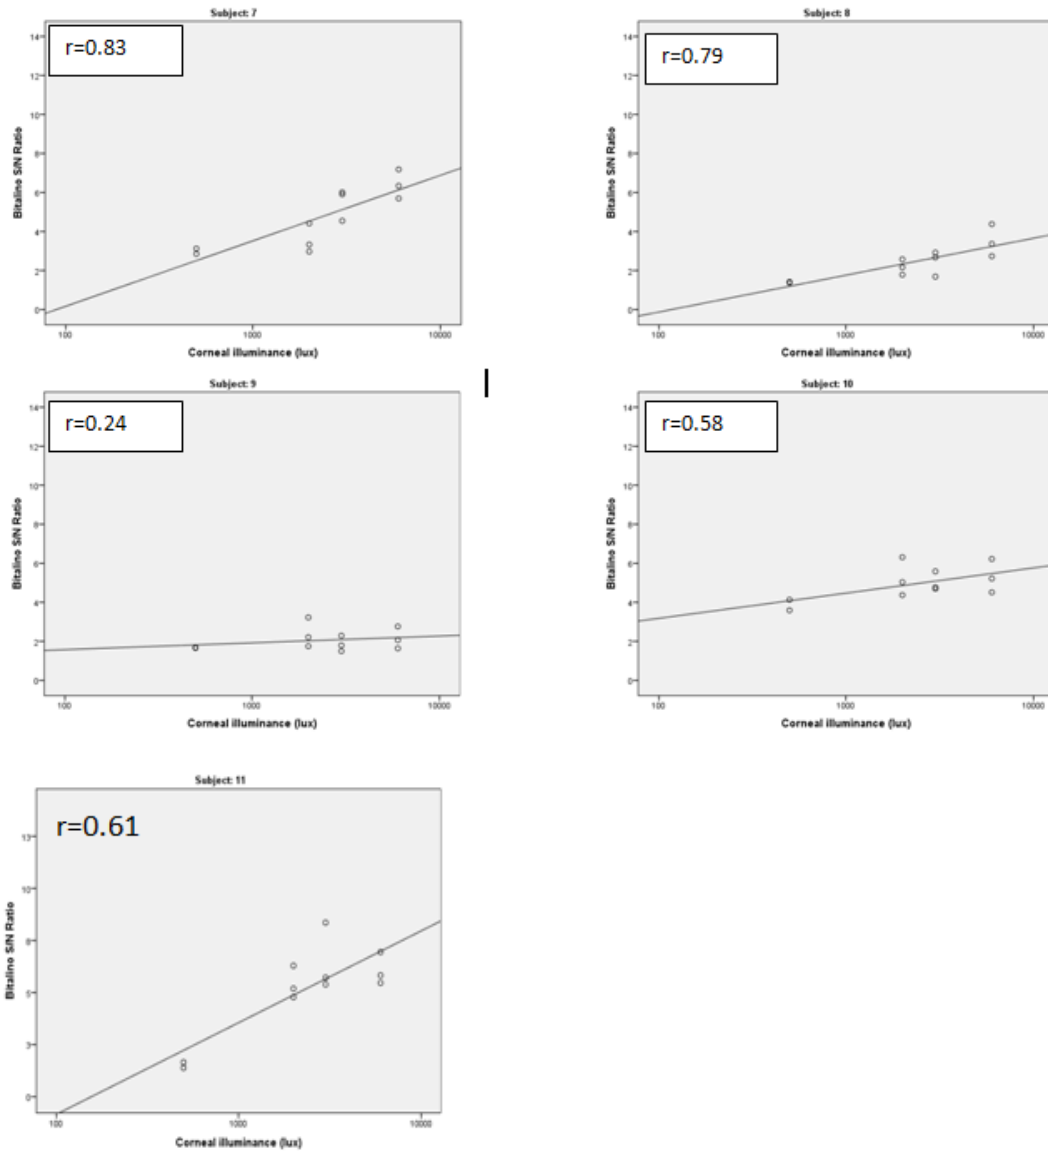 Subject: 7
r=0.83
14
12
10
8
6
4
2
0
Bitalino S/N Ratio
100 1000 10000
Corneal illuminance (lux)
Subject: 8
r=0.79
14
12
10
8
6
4
2
0
Bitalino S/N Ratio
100 1000 10000
Corneal illuminance (lux)
Subject: 9
r=0.24
14
12
10
8
6
4
2
0
Bitalino S/N Ratio
100 1000 10000
Corneal illuminance (lux)
Subject: 10
r=0.58
14
12
10
8
6
4
2
0
Bitalino S/N Ratio
100 1000 10000
Corneal illuminance (lux)
Subject: 11
r=0.61
13
10
8
5
3
0
Bitalino S/N Ratio
100 1000 10000
Corneal illuminance (lux)